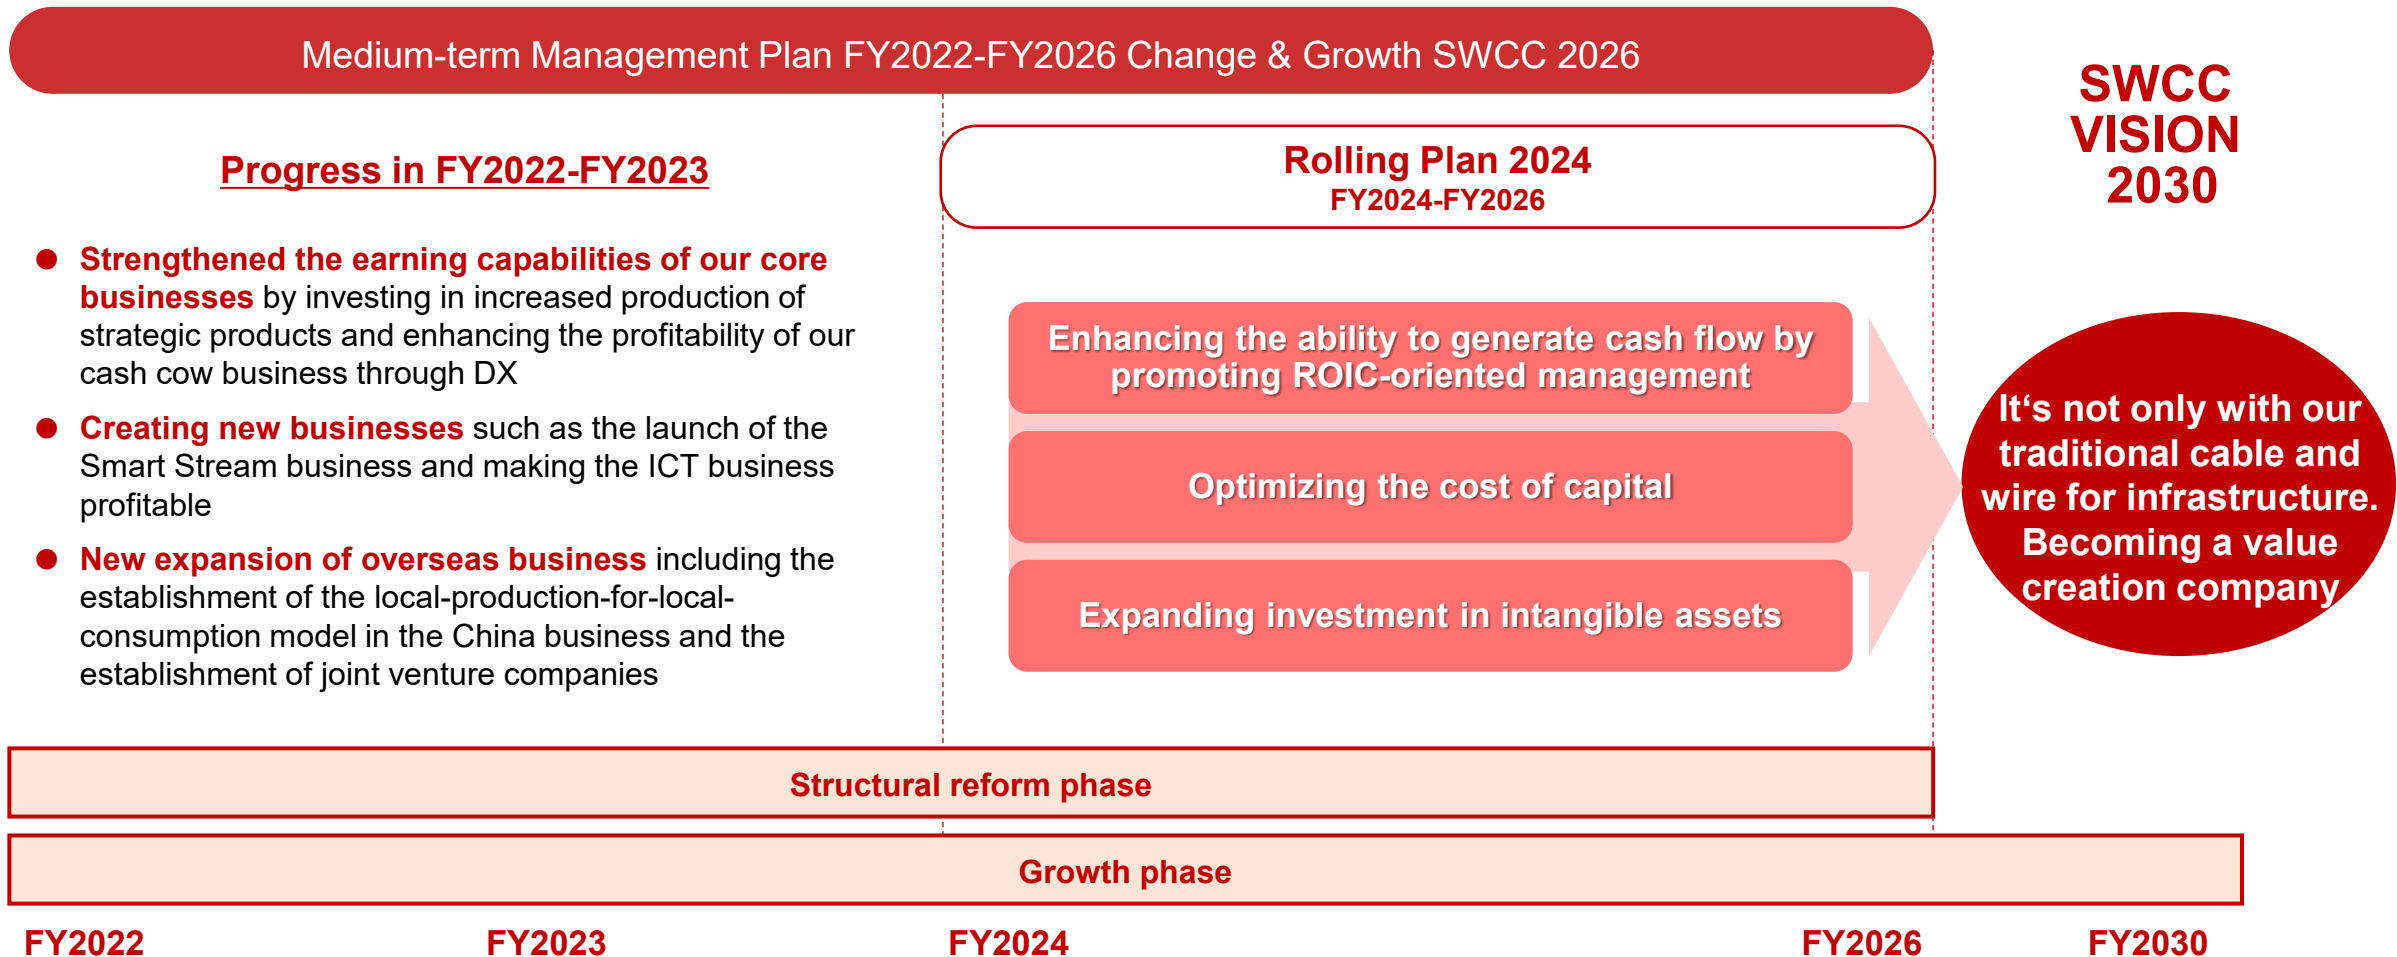 Medium-term Management Plan FY2022-FY2026 Change & Growth SWCC 2026
SWCC
VISION
2030
Progress in FY2022-FY2023
Rolling Plan 2024
FY2024-FY2026
● Strengthened the earning capabilities of our core
businesses by investing in increased production of
strategic products and enhancing the profitability of our
cash cow business through DX
● Creating new businesses such as the launch of the
Smart Stream business and making the ICT business
profitable
● New expansion of overseas business including the
establishment of the local-production-for-local-
consumption model in the China business and the
establishment of joint venture companies
Enhancing the ability to generate cash flow by
promoting ROIC-oriented management
Optimizing the cost of capital
Expanding investment in intangible assets
It‘s not only with our
traditional cable and
wire for infrastructure.
Becoming a value
creation company
Structural reform phase
Growth phase
FY2022 FY2023 FY2024 FY2026 FY2030